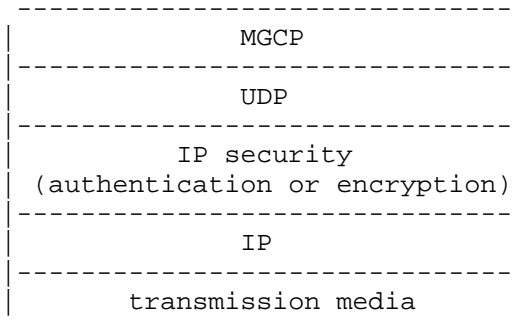 -------------------------------
| MGCP
|-------------------------------
| UDP
|-------------------------------
| IP security
| (authentication or encryption)
|-------------------------------
| IP
|-------------------------------
| transmission media